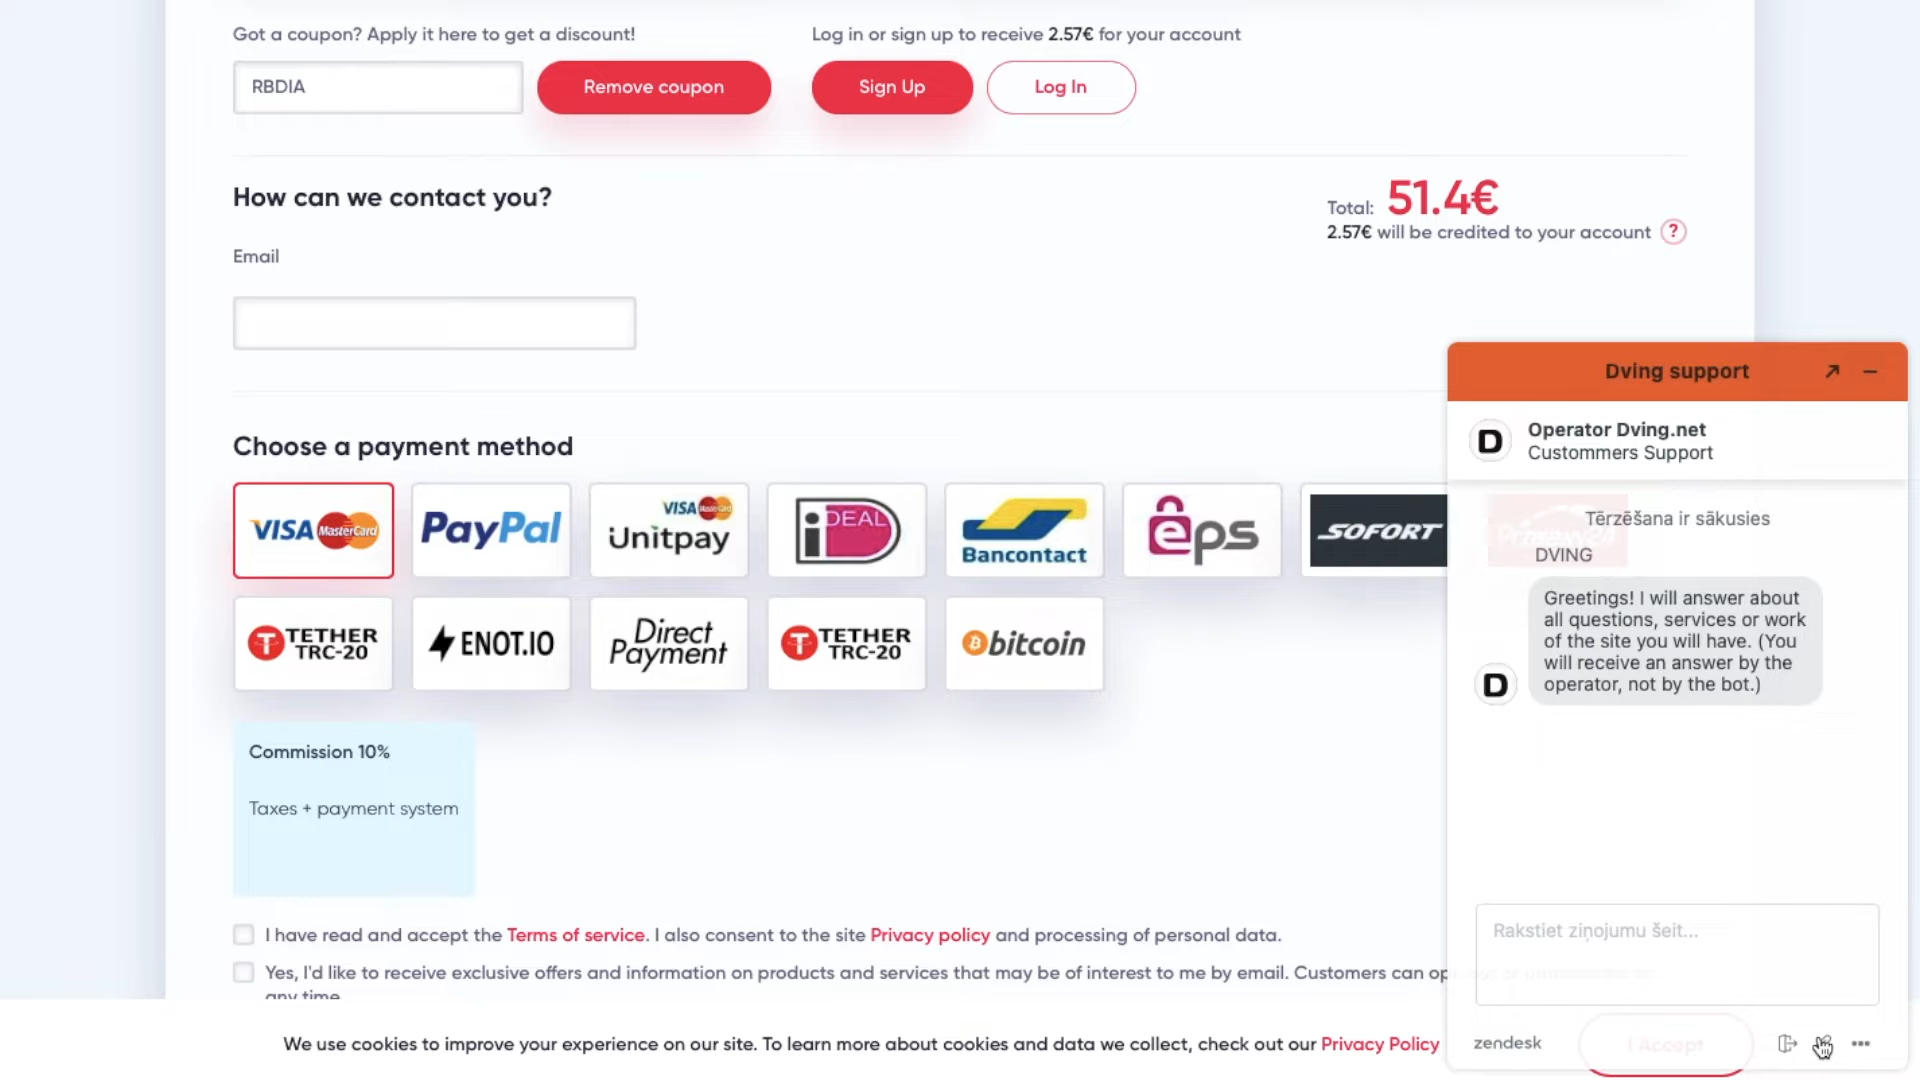 Got a coupon? Apply it here to get a discount!
Log in or sign up to receive 2.57€ for your account
RBDIA
Remove coupon
Sign Up
Log In
How can we contact you?
Total: 51.4€
2.57€ will be credited to your account ?
Email
Choose a payment method
VISA MasterCard
PayPal
VISA MasterCard
Unitpay
iDEAL
Bancontact
eps
SOFORT
TETHER
TRC-20
ENOT.IO
Direct
Payment
TETHER
TRC-20
bitcoin
Commission 10%
Taxes + payment system
I have read and accept the Terms of service. I also consent to the site Privacy policy and processing of personal data.
Yes, I'd like to receive exclusive offers and information on products and services that may be of interest to me by email. Customers can
any time
We use cookies to improve your experience on our site. To learn more about cookies and data we collect, check out our Privacy Policy
I Accept
Dving support
D
Operator Dving.net
Custommers Support
Tērzēšana ir sākusies
DVING
Greetings! I will answer about
all questions, services or work
of the site you will have. (You
will receive an answer by the
operator, not by the bot.)
D
Rakstiet ziņojumu šeit...
zendesk